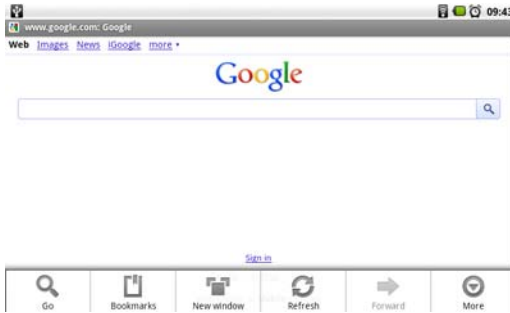 09:43
www.google.com: Google
Web Images News iGoogle more
Google
Sign in
Go Bookmarks New window Refresh Forward More